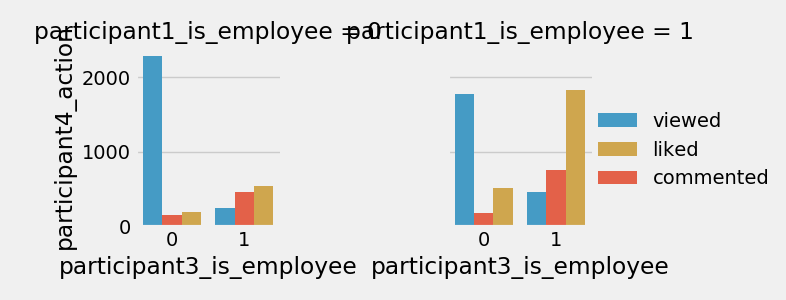 participant1_is_employee = 0
participant1_is_employee = 1
participant4_action
2000
1000
0
0
1
0
1
participant3_is_employee
participant3_is_employee
viewed
liked
commented